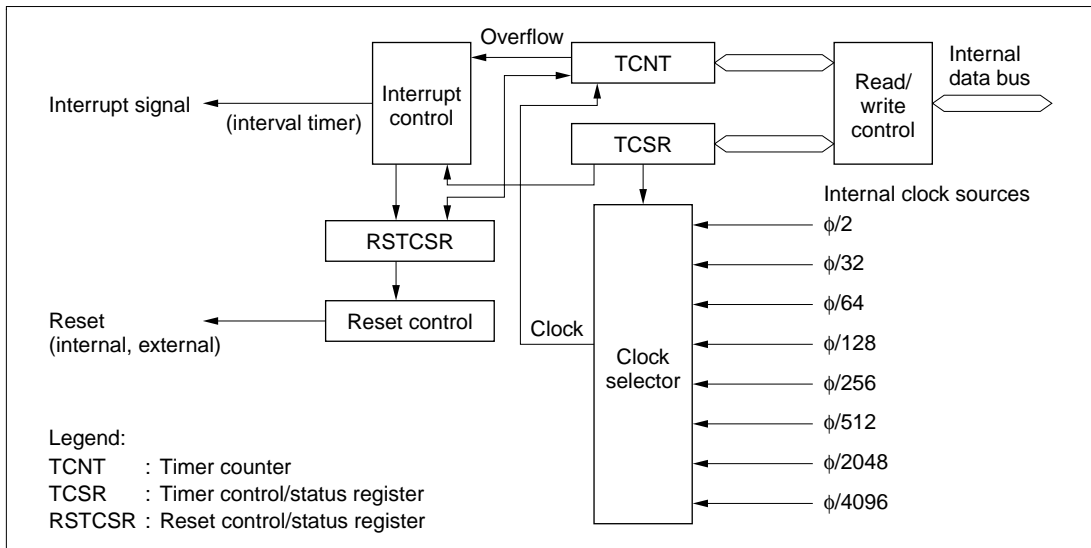 Overflow
TCNT
Interrupt
control
Read/
write
control
Internal
data bus
Interrupt signal
(interval timer)
TCSR
Internal clock sources
RSTCSR
Reset control
Reset
(internal, external)
Clock
Clock
selector
ϕ/2
ϕ/32
ϕ/64
ϕ/128
ϕ/256
ϕ/512
ϕ/2048
ϕ/4096
Legend:
TCNT : Timer counter
TCSR : Timer control/status register
RSTCSR : Reset control/status register